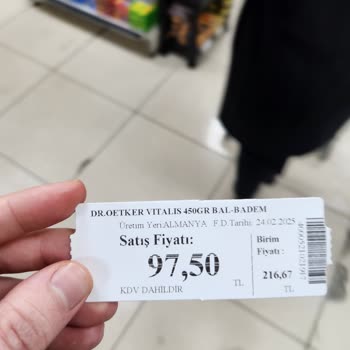 DR.OETKER VITALIS 450GR BAL-BADEM
Üretim Yeri:ALMANYA F.D.Tarihi: 24.02.2025
Satış Fiyatı:
97,50
KDV DAHİLDİR TL
Birim
Fiyatı :
216,67
TL